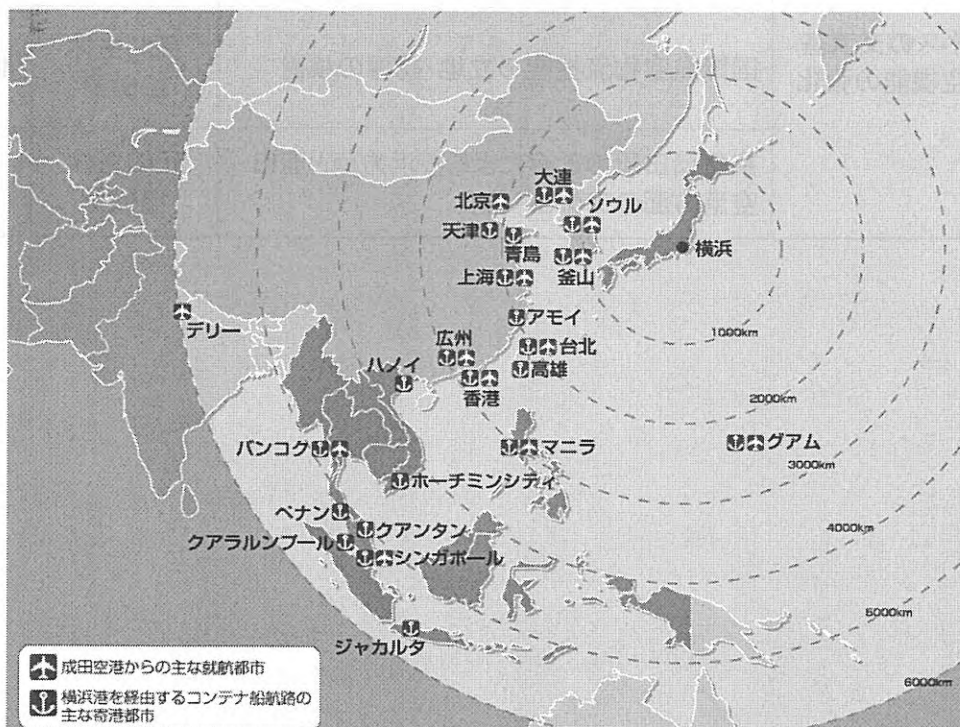 大連
北京
ソウル
天津
青島
横浜
釜山
上海
デリー
アモイ
1000km
広州
台北
ハノイ
高雄
香港
2000km
バンコク
マニラ
グアム
3000km
ホーチミンシティ
ペナン
クアンタン
4000km
クアラルンプール
シンガポール
5000km
ジャカルタ
6000km
成田空港からの主な就航都市
横浜港を経由するコンテナ船航路の
主な寄港都市